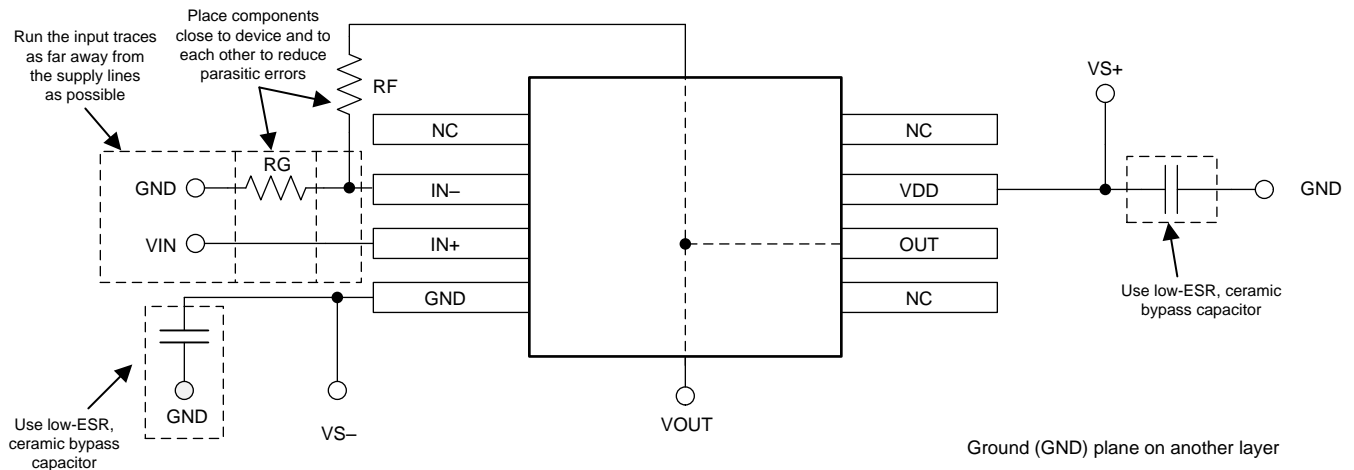 Place components
close to device and to
each other to reduce
parasitic errors
Run the input traces
as far away from
the supply lines
as possible
RF
VS+
NC
NC
RG
GND
IN–
VDD
GND
VIN
IN+
OUT
GND
NC
Use low-ESR, ceramic
bypass capacitor
GND
VS–
VOUT
Use low-ESR,
ceramic bypass
capacitor
Ground (GND) plane on another layer